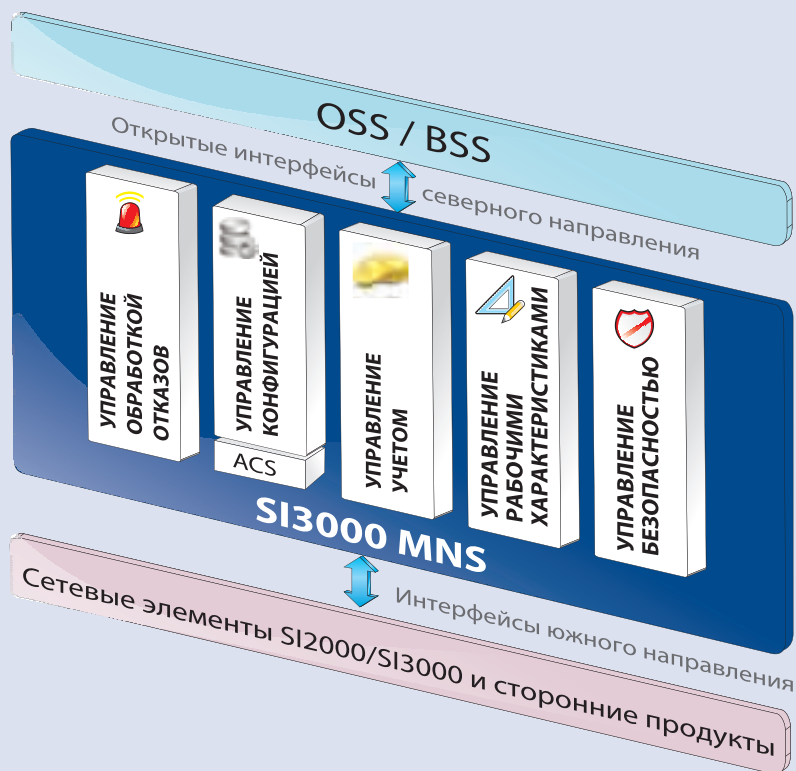 OSS / BSS
Открытые интерфейсы северного направления
УПРАВЛЕНИЕ
ОБРАБОТКОЙ
ОТКАЗОВ
УПРАВЛЕНИЕ
КОНФИГУРАЦИЕЙ
ACS
УПРАВЛЕНИЕ
УЧЕТОМ
УПРАВЛЕНИЕ
РАБОЧИМИ
ХАРАКТЕРИСТИКАМИ
УПРАВЛЕНИЕ
БЕЗОПАСНОСТЬЮ
SI3000 MNS
Интерфейсы южного направления
Сетевые элементы SI2000/SI3000 и сторонние продукты